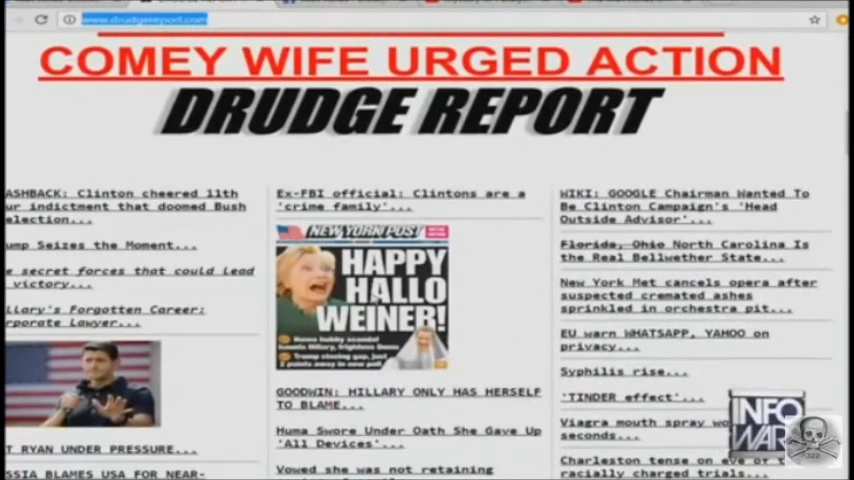 www.drudgereport.com
COMEY WIFE URGED ACTION
DRUDGE REPORT
ASHBACK: Clinton cheered 11th
ur indictment that doomed Bush
election...
ump Seizes the Moment...
e secret forces that could lead
victory...
llary's Forgotten Career:
rporate Lawyer...
T RYAN UNDER PRESSURE...
SSIA BLAMES USA FOR NEAR-
Ex-FBI official: Clintons are a
'crime family'...
NEW YORK POST
HAPPY
HALLO
WEINER!
GOODWIN: HILLARY ONLY HAS HERSELF
TO BLAME...
Huma Swore Under Oath She Gave Up
'All Devices'...
Vowed she was not retaining
WIKI: GOOGLE Chairman Wanted To
Be Clinton Campaign's 'Head
Outside Advisor'...
Florida, Ohio North Carolina Is
the Real Bellwether State...
New York Met cancels opera after
suspected cremated ashes
sprinkled in orchestra pit...
EU warn WHATSAPP, YAHOO on
privacy...
Syphilis rise...
'TINDER effect'...
Viagra mouth spray wo
seconds...
Charleston tense on eve of
racially charged trials...
INFO
WAR
322